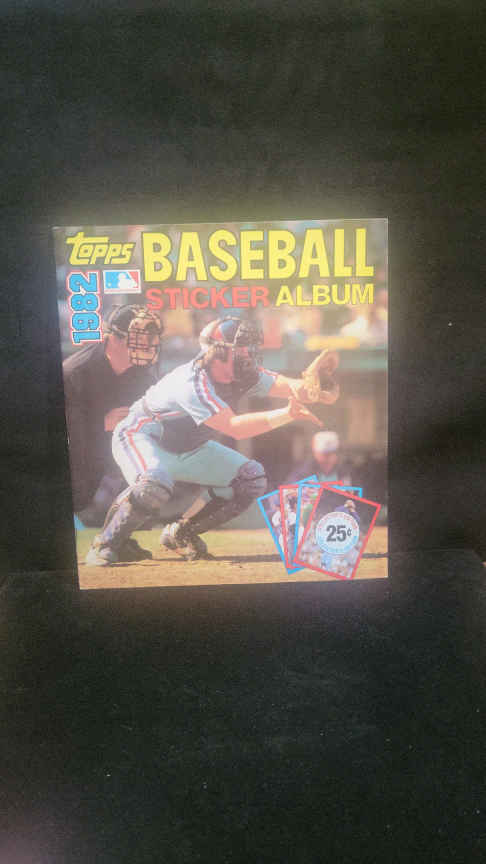 topps BASEBALL
1982
STICKER ALBUM
25¢